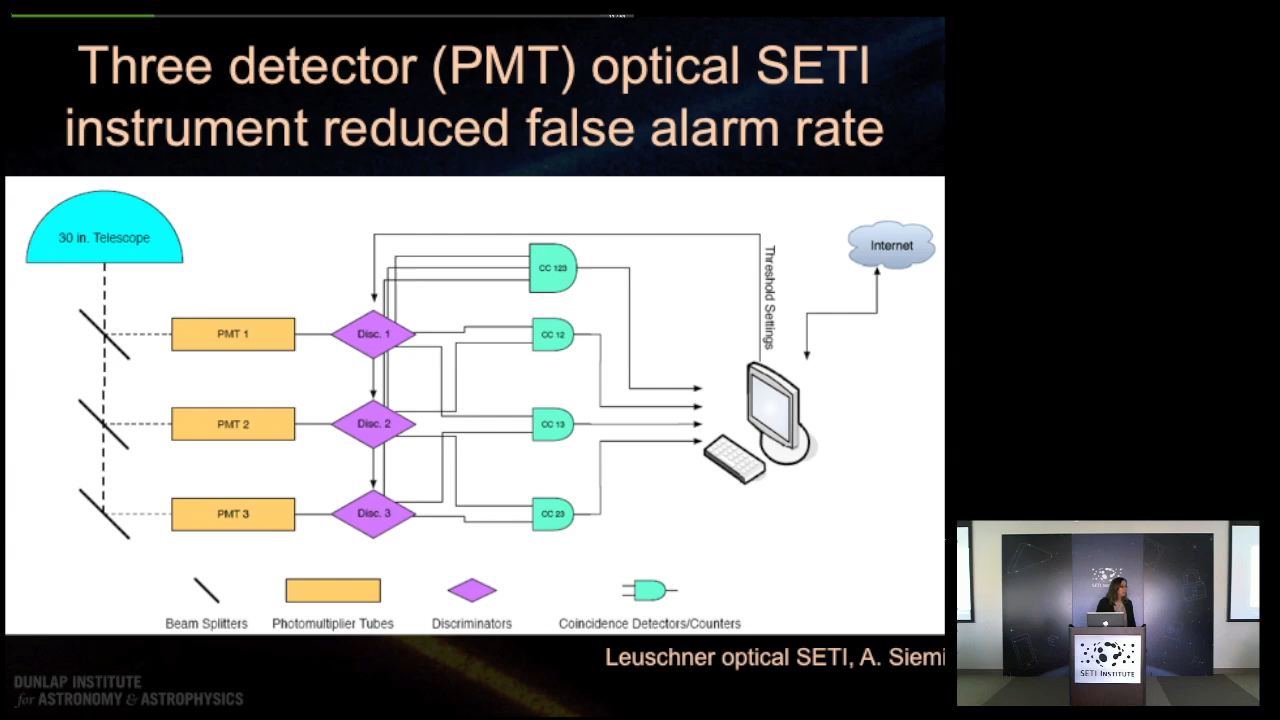 Three detector (PMT) optical SETI
instrument reduced false alarm rate
30 in. Telescope
Internet
CC 123
Threshold Settings
PMT 1
Disc. 1
CC 12
PMT 2
Disc. 2
CC 13
PMT 3
Disc. 3
CC 23
Beam Splitters
Photomultiplier Tubes
Discriminators
Coincidence Detectors/Counters
Leuschner optical SETI, A. Siemi
DUNLAP INSTITUTE
for ASTRONOMY & ASTROPHYSICS
SETI INSTITUTE